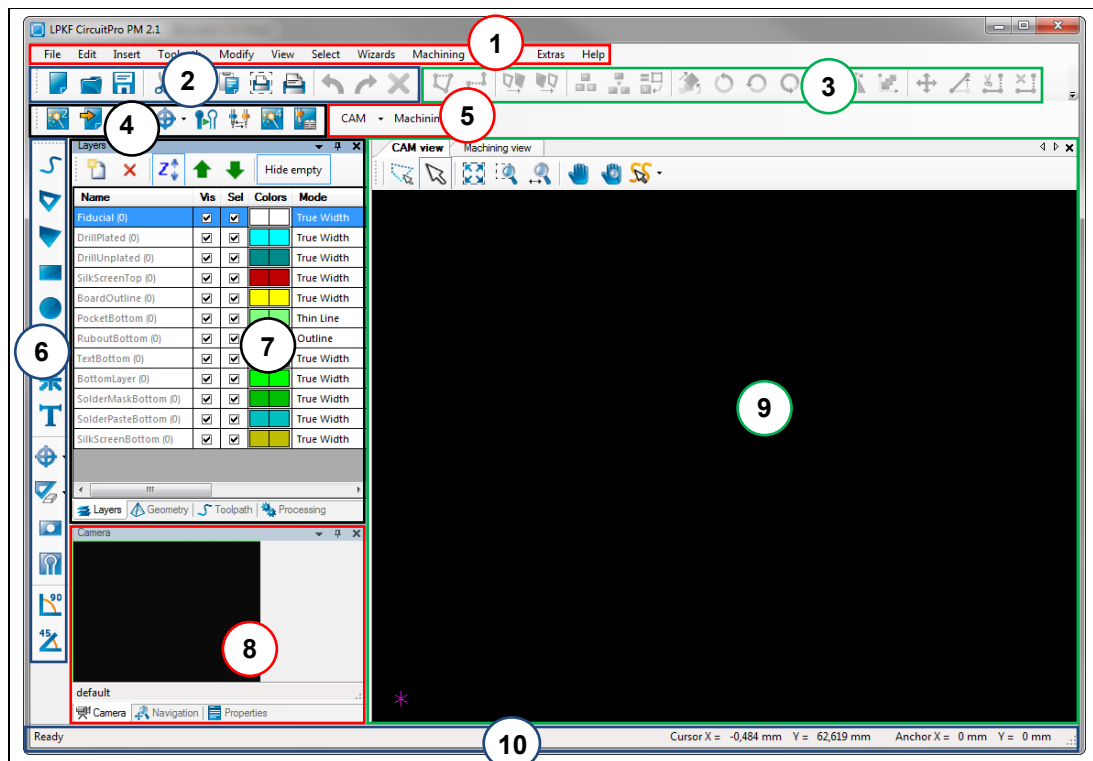 LPKF CircuitPro PM 2.1
File Edit Insert Modify View Select Wizards Machining Extras Help
1
2
3
4
CAM Machining
5
Layers
Hide empty
Name Vis Sel Colors Mode
Fiducial (0) True Width
DrillPlated (0) True Width
DrillUnplated (0) True Width
SilkScreenTop (0) True Width
BoardOutline (0) True Width
PocketBottom (0) Thin Line
RuboutBottom (0) Outline
TextBottom (0) True Width
BottomLayer (0) True Width
SolderMaskBottom (0) True Width
SolderPasteBottom (0) True Width
SilkScreenBottom (0) True Width
6
7
Layers Geometry Toolpath Processing
CAM view Machining view
9
Camera
8
default
Camera Navigation Properties
T
90
45
Ready
10
Cursor X = -0,484 mm Y = 62,619 mm Anchor X = 0 mm Y = 0 mm